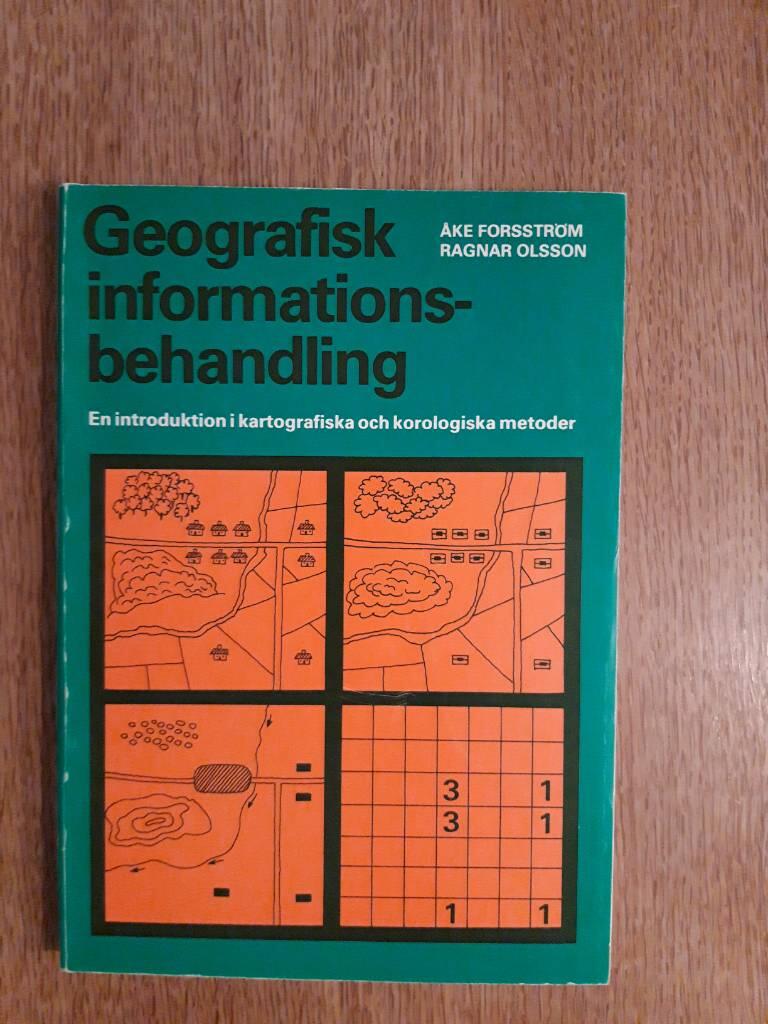 Geografisk
informations-
behandling
ÅKE FORSSTRÖM
RAGNAR OLSSON
En introduktion i kartografiska och korologiska metoder
3 1
3 1
1 1